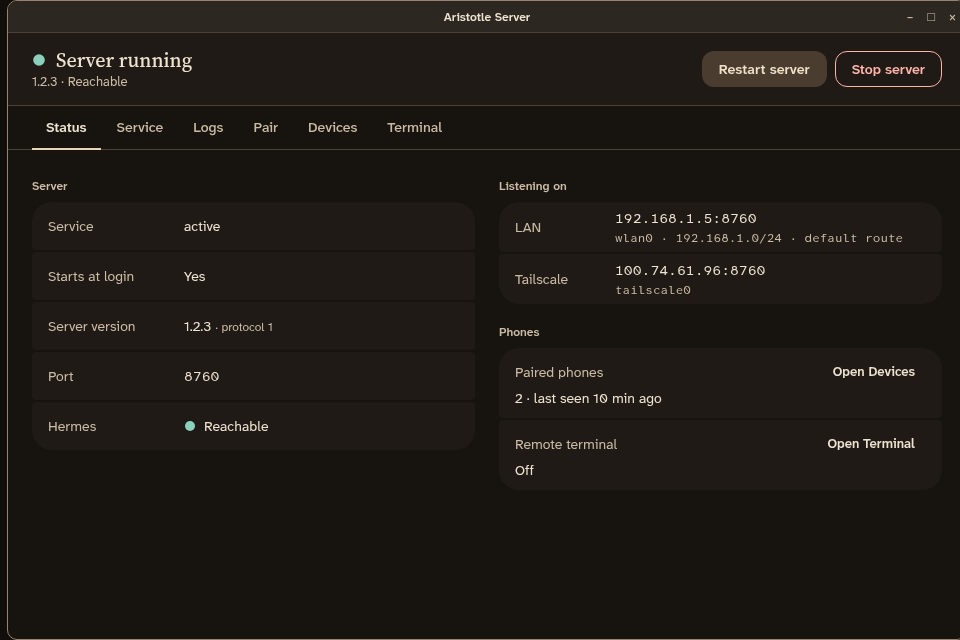 Aristotle Server
Server running
1.2.3 · Reachable
Restart server
Stop server
Status
Service
Logs
Pair
Devices
Terminal
Server
Service
active
Starts at login
Yes
Server version
1.2.3 · protocol 1
Port
8760
Hermes
Reachable
Listening on
LAN
192.168.1.5:8760
wlan0 · 192.168.1.0/24 · default route
Tailscale
100.74.61.96:8760
tailscale0
Phones
Paired phones
Open Devices
2 · last seen 10 min ago
Remote terminal
Open Terminal
Off